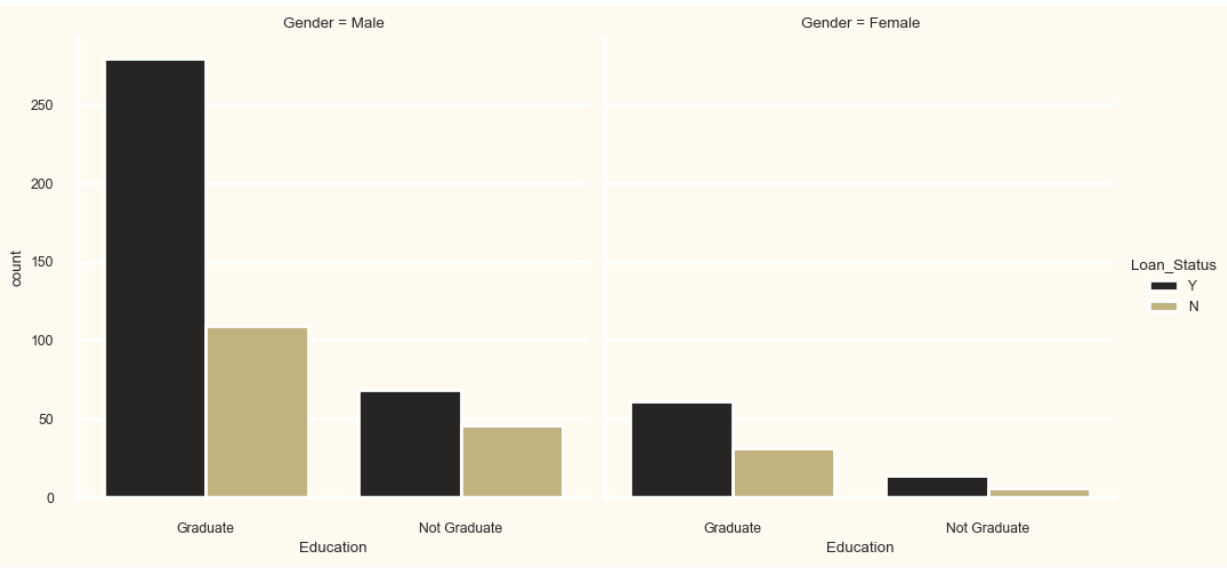 Gender = Male
Gender = Female
250
200
150
100
50
0
count
Graduate
Not Graduate
Graduate
Not Graduate
Education
Education
Loan_Status
Y
N